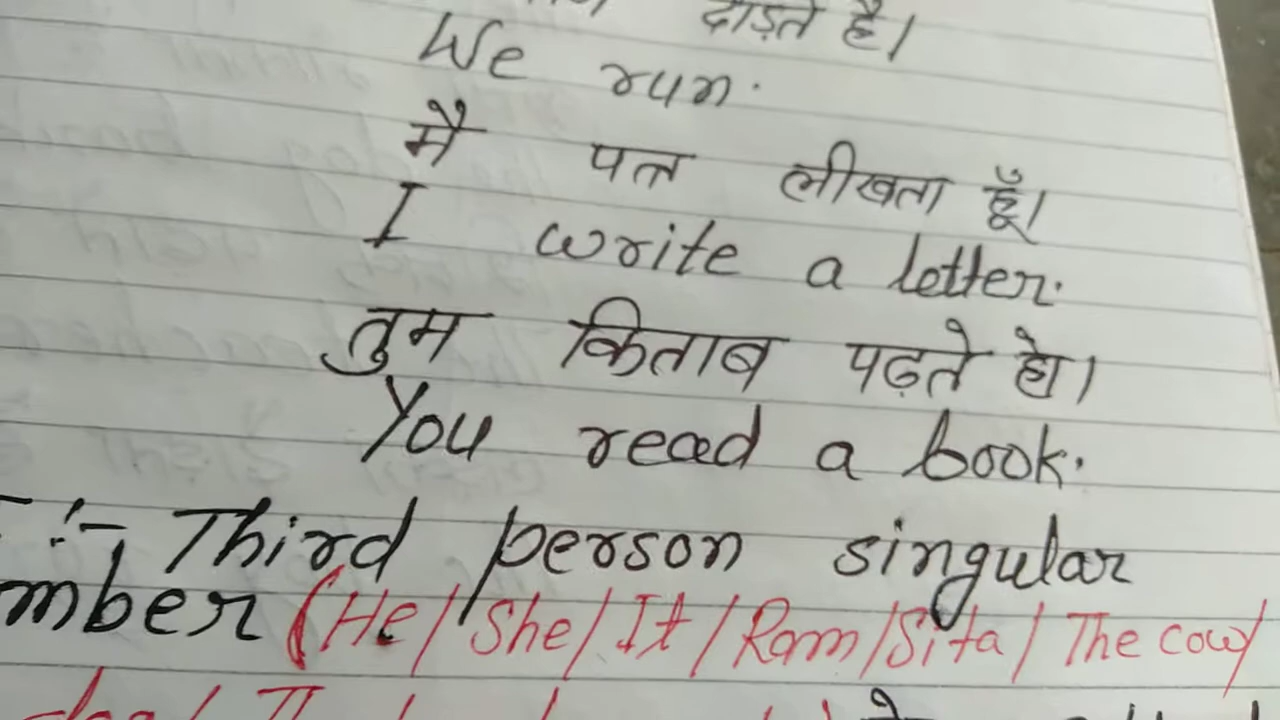 दौड़ते है।
We run.
मै पत्र लीखता हूँ।
I write a letter.
तुम किताब पढ़ते हो।
You read a book.
:- Third person singular
mber (He/She/It/Ram/Sita/The cow/